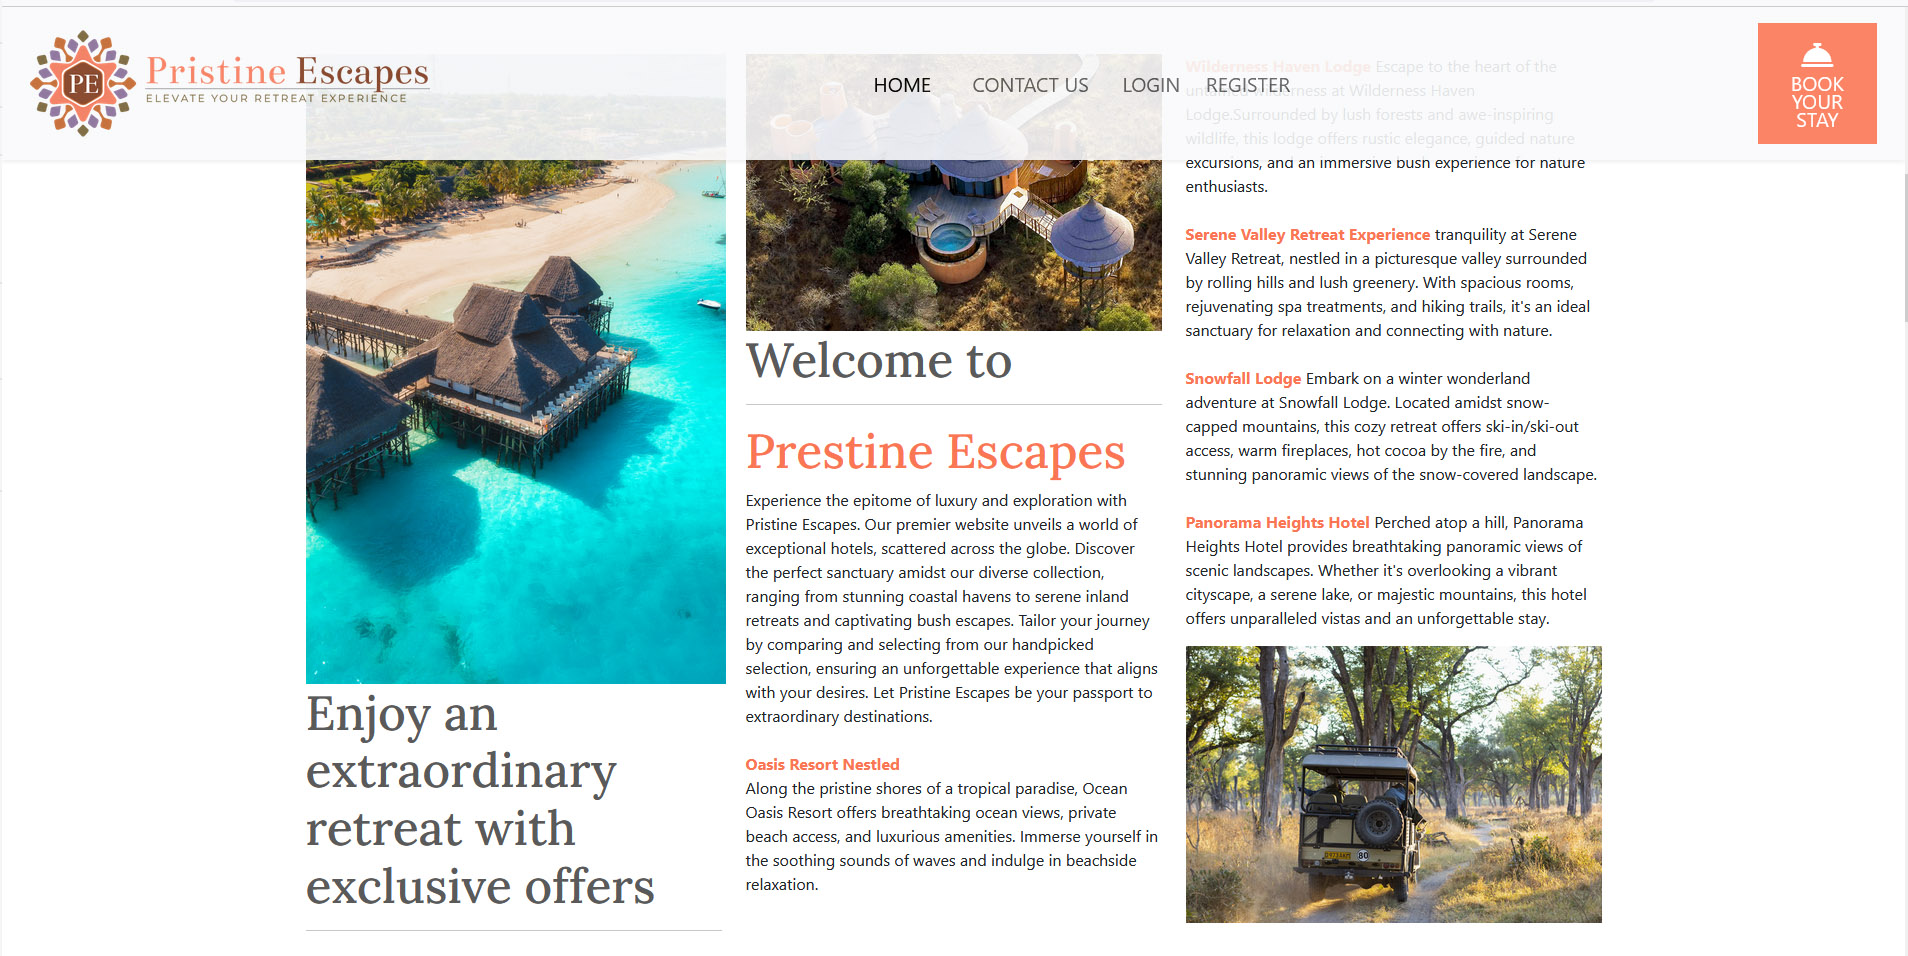 PE
Pristine Escapes
ELEVATE YOUR RETREAT EXPERIENCE
HOME CONTACT US LOGIN REGISTER
BOOK
YOUR
STAY
Enjoy an
extraordinary
retreat with
exclusive offers
Welcome to
Prestine Escapes
Experience the epitome of luxury and exploration with
Pristine Escapes. Our premier website unveils a world of
exceptional hotels, scattered across the globe. Discover
the perfect sanctuary amidst our diverse collection,
ranging from stunning coastal havens to serene inland
retreats and captivating bush escapes. Tailor your journey
by comparing and selecting from our handpicked
selection, ensuring an unforgettable experience that aligns
with your desires. Let Pristine Escapes be your passport to
extraordinary destinations.
Oasis Resort Nestled
Along the pristine shores of a tropical paradise, Ocean
Oasis Resort offers breathtaking ocean views, private
beach access, and luxurious amenities. Immerse yourself in
the soothing sounds of waves and indulge in beachside
relaxation.
Wilderness Haven Lodge Escape to the heart of the
untamed wilderness at Wilderness Haven
Lodge.Surrounded by lush forests and awe-inspiring
wildlife, this lodge offers rustic elegance, guided nature
excursions, and an immersive bush experience for nature
enthusiasts.
Serene Valley Retreat Experience tranquility at Serene
Valley Retreat, nestled in a picturesque valley surrounded
by rolling hills and lush greenery. With spacious rooms,
rejuvenating spa treatments, and hiking trails, it's an ideal
sanctuary for relaxation and connecting with nature.
Snowfall Lodge Embark on a winter wonderland
adventure at Snowfall Lodge. Located amidst snow-
capped mountains, this cozy retreat offers ski-in/ski-out
access, warm fireplaces, hot cocoa by the fire, and
stunning panoramic views of the snow-covered landscape.
Panorama Heights Hotel Perched atop a hill, Panorama
Heights Hotel provides breathtaking panoramic views of
scenic landscapes. Whether it's overlooking a vibrant
cityscape, a serene lake, or majestic mountains, this hotel
offers unparalleled vistas and an unforgettable stay.
80